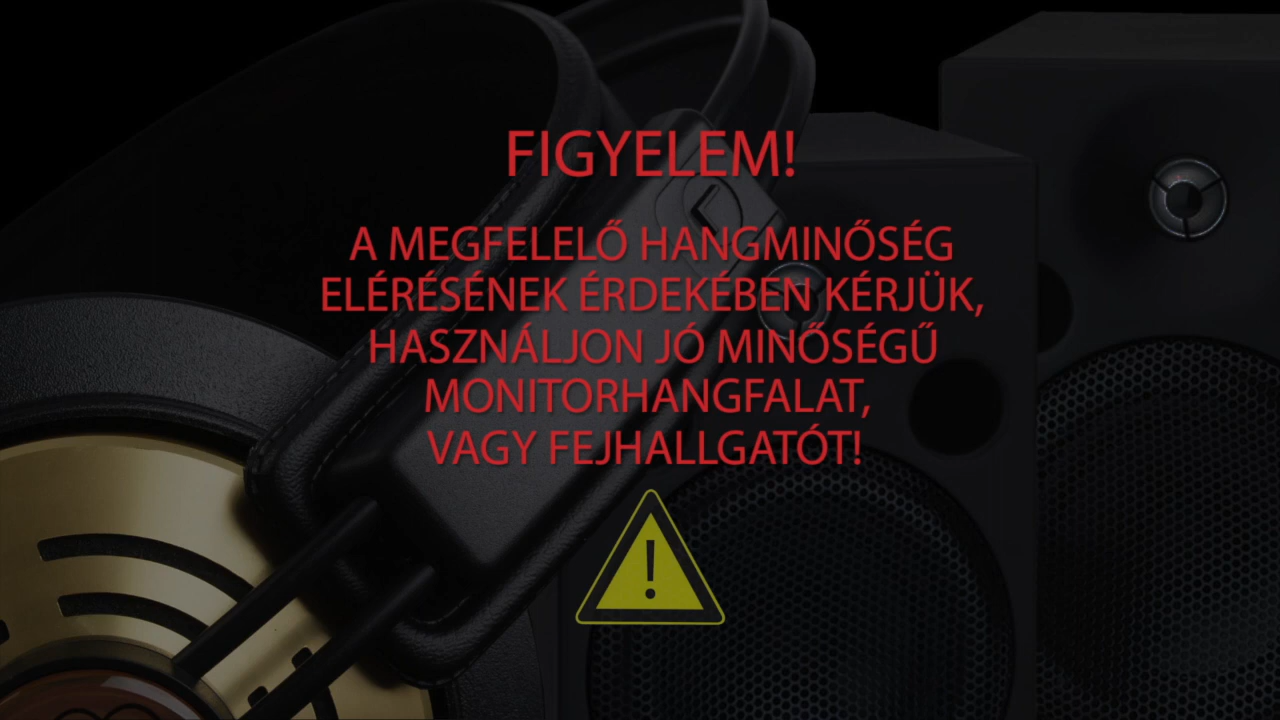 FIGYELEM!
A MEGFELELŐ HANGMINŐSÉG
ELÉRÉSÉNEK ÉRDEKÉBEN KÉRJÜK,
HASZNÁLJON JÓ MINŐSÉGŰ
MONITORHANGFALAT,
VAGY FEJHALLGATÓT!
!